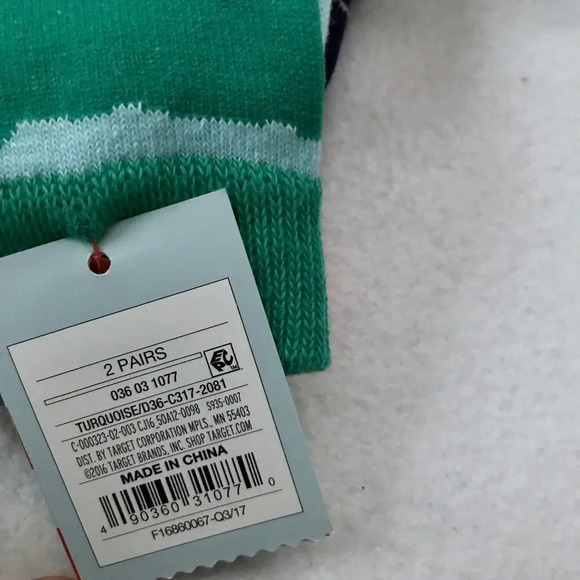 2 PAIRS
036 03 1077
EPC TM
TURQUOISE/D36-C317-2081
C-000323-02-003 CJ16_50A12-0098 S935-0007
DIST. BY TARGET CORPORATION MPLS., MN 55403
©2016 TARGET BRANDS, INC. SHOP TARGET.COM
MADE IN CHINA
4 90360 31077 0
F16860067-Q3/17